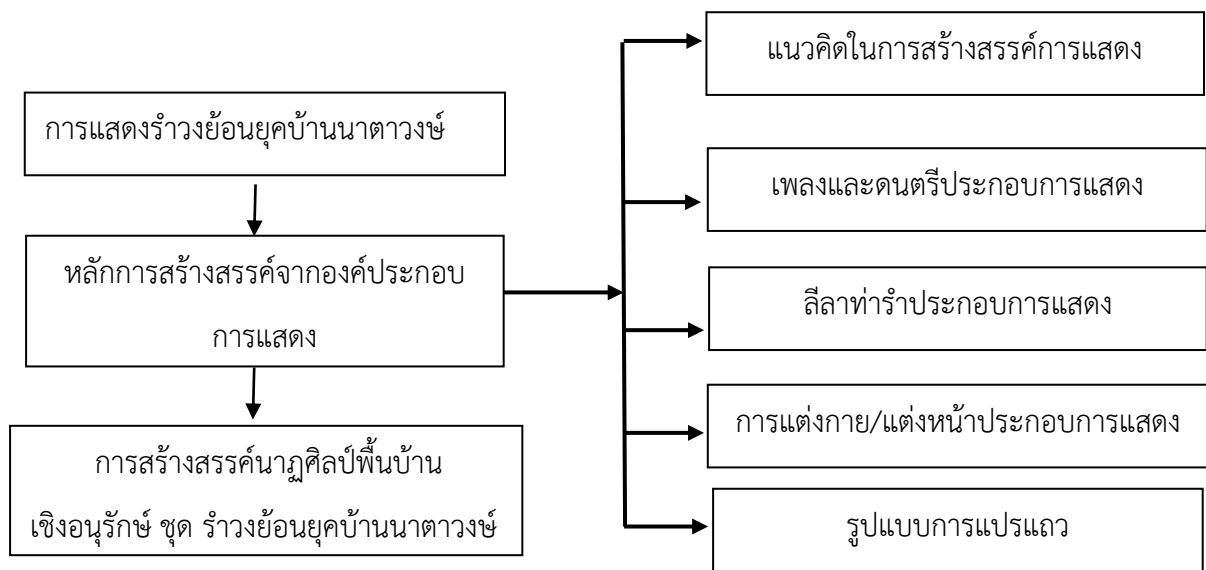 การแสดงรำวงย้อนยุคบ้านนาตาวงษ์
หลักการสร้างสรรค์จากองค์ประกอบ
การแสดง
การสร้างสรรค์นาฏศิลป์พื้นบ้าน
เชิงอนุรักษ์ ชุด รำวงย้อนยุคบ้านนาตาวงษ์
แนวคิดในการสร้างสรรค์การแสดง
เพลงและดนตรีประกอบการแสดง
ลีลาท่ารำประกอบการแสดง
การแต่งกาย/แต่งหน้าประกอบการแสดง
รูปแบบการแปรแถว